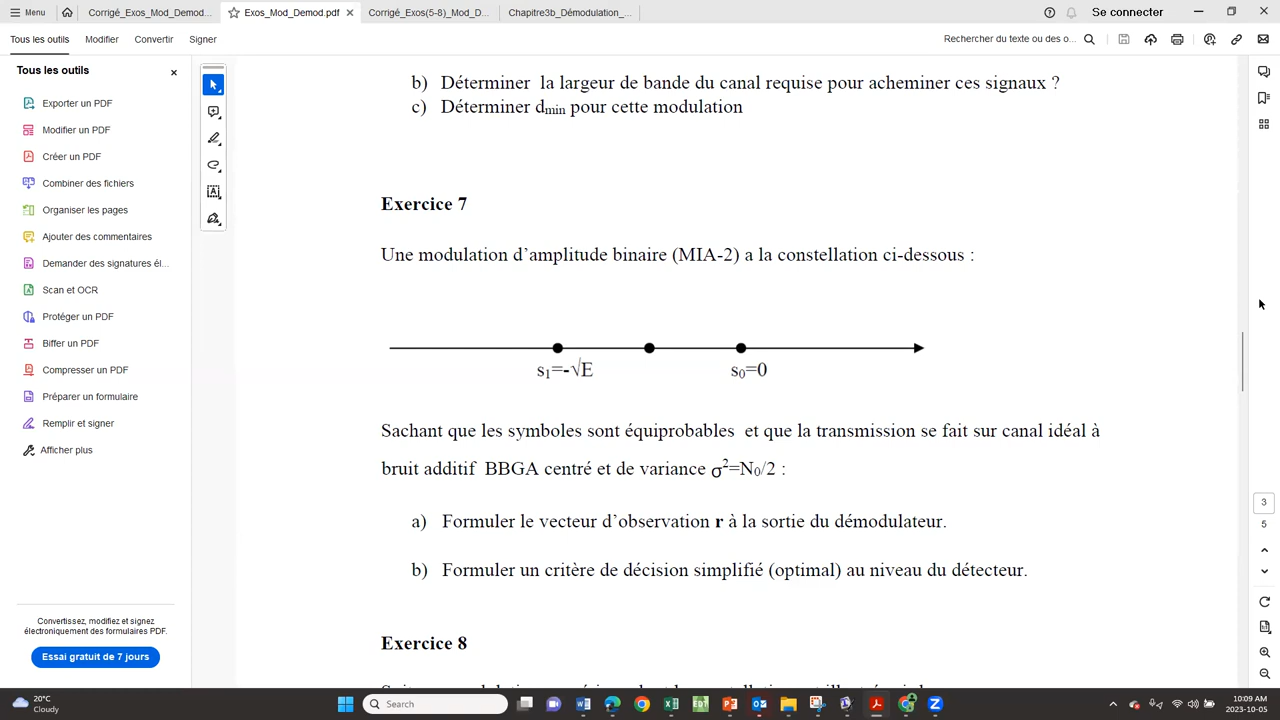 Menu
Corrigé_Exos_Mod_Demod...
Exos_Mod_Demod.pdf
Corrigé_Exos(5-8)_Mod_D...
Chapitre3b_Démodulation_...
Se connecter
Tous les outils
Modifier
Convertir
Signer
Rechercher du texte ou des o...
Tous les outils
Exporter un PDF
Modifier un PDF
Créer un PDF
Combiner des fichiers
Organiser les pages
Ajouter des commentaires
Demander des signatures él...
Scan et OCR
Protéger un PDF
Biffer un PDF
Compresser un PDF
Préparer un formulaire
Remplir et signer
Afficher plus
Convertissez, modifiez et signez
électroniquement des formulaires PDF.
Essai gratuit de 7 jours
b) Déterminer la largeur de bande du canal requise pour acheminer ces signaux ?
c) Déterminer dmin pour cette modulation
Exercice 7
Une modulation d’amplitude binaire (MIA-2) a la constellation ci-dessous :
s1=-√E
s0=0
Sachant que les symboles sont équiprobables et que la transmission se fait sur canal idéal à
bruit additif BBGA centré et de variance σ²=N0/2 :
a) Formuler le vecteur d’observation r à la sortie du démodulateur.
b) Formuler un critère de décision simplifié (optimal) au niveau du détecteur.
Exercice 8
3
5
20°C
Cloudy
Search
10:09 AM
2023-10-05